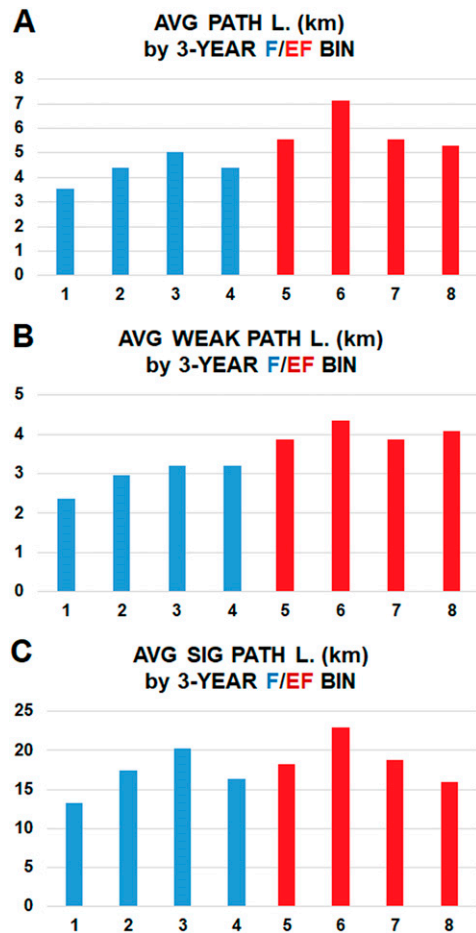 A
AVG PATH L. (km)
by 3-YEAR F/EF BIN
8
7
6
5
4
3
2
1
0
1 2 3 4 5 6 7 8
B
AVG WEAK PATH L. (km)
by 3-YEAR F/EF BIN
5
4
3
2
1
0
1 2 3 4 5 6 7 8
C
AVG SIG PATH L. (km)
by 3-YEAR F/EF BIN
25
20
15
10
5
0
1 2 3 4 5 6 7 8